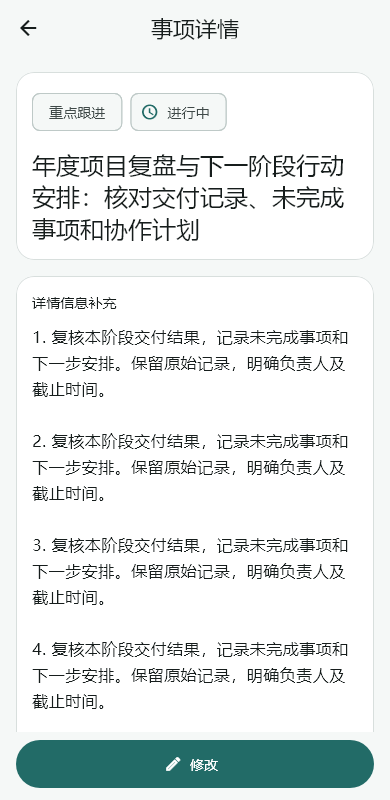 事项详情
重点跟进
进行中
年度项目复盘与下一阶段行动
安排：核对交付记录、未完成
事项和协作计划
详情信息补充
1. 复核本阶段交付结果，记录未完成事项和
下一步安排。保留原始记录，明确负责人及
截止时间。
2. 复核本阶段交付结果，记录未完成事项和
下一步安排。保留原始记录，明确负责人及
截止时间。
3. 复核本阶段交付结果，记录未完成事项和
下一步安排。保留原始记录，明确负责人及
截止时间。
4. 复核本阶段交付结果，记录未完成事项和
下一步安排。保留原始记录，明确负责人及
截止时间。
修改